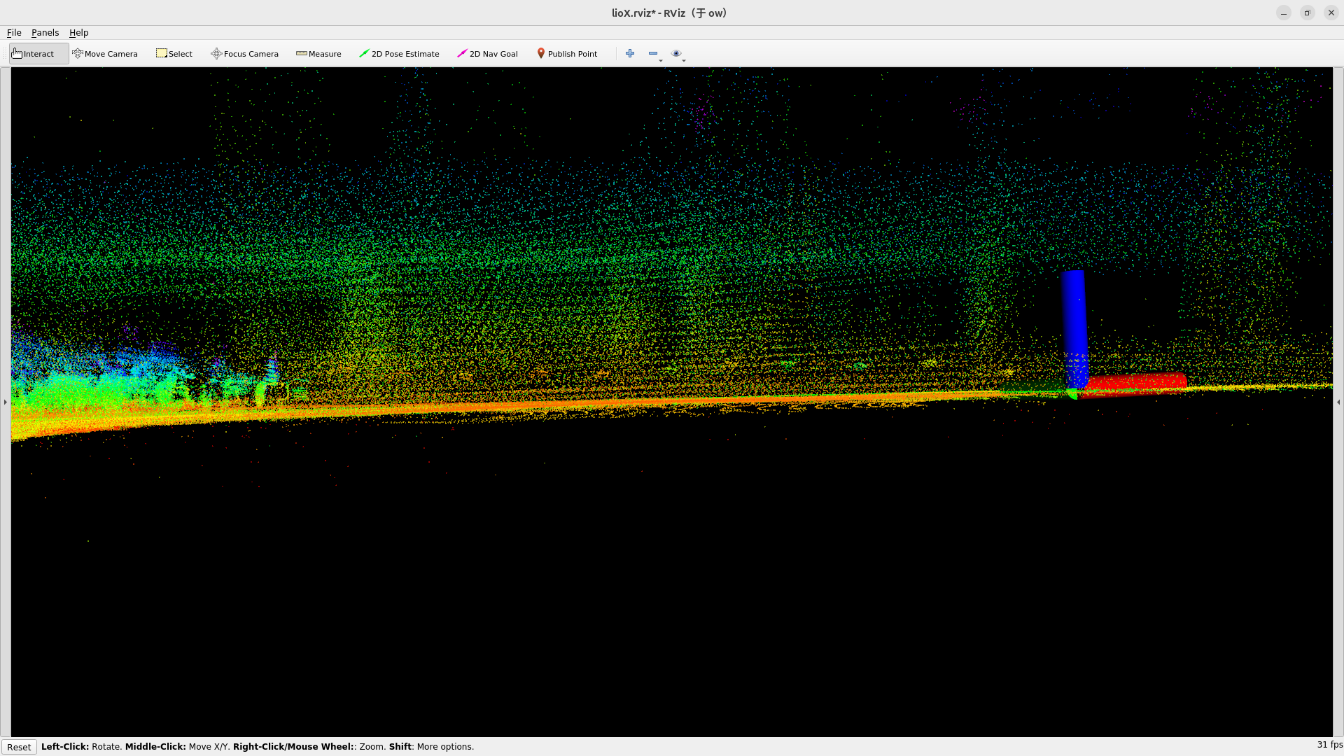 lioX.rviz* - RViz（于 ow）
File Panels Help
Interact Move Camera Select Focus Camera Measure 2D Pose Estimate 2D Nav Goal Publish Point
Reset Left-Click: Rotate. Middle-Click: Move X/Y. Right-Click/Mouse Wheel:: Zoom. Shift: More options. 31 fps